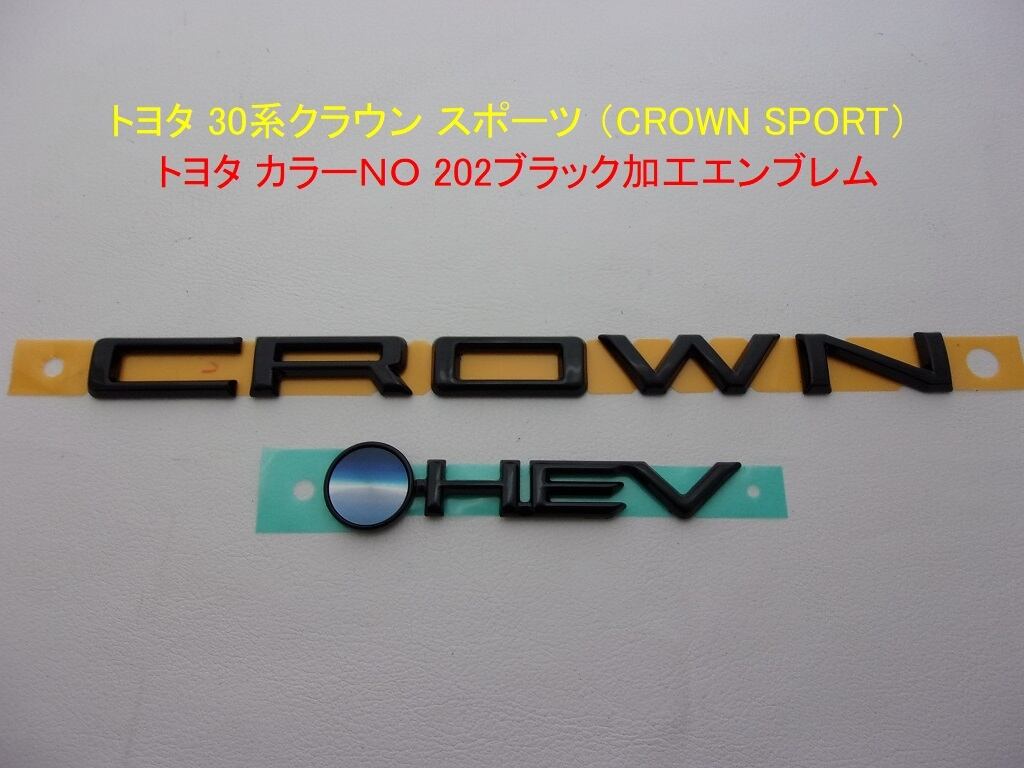 トヨタ 30系クラウン スポーツ（CROWN SPORT）
トヨタ カラーNO 202ブラック加工エンブレム
CROWN
HEV